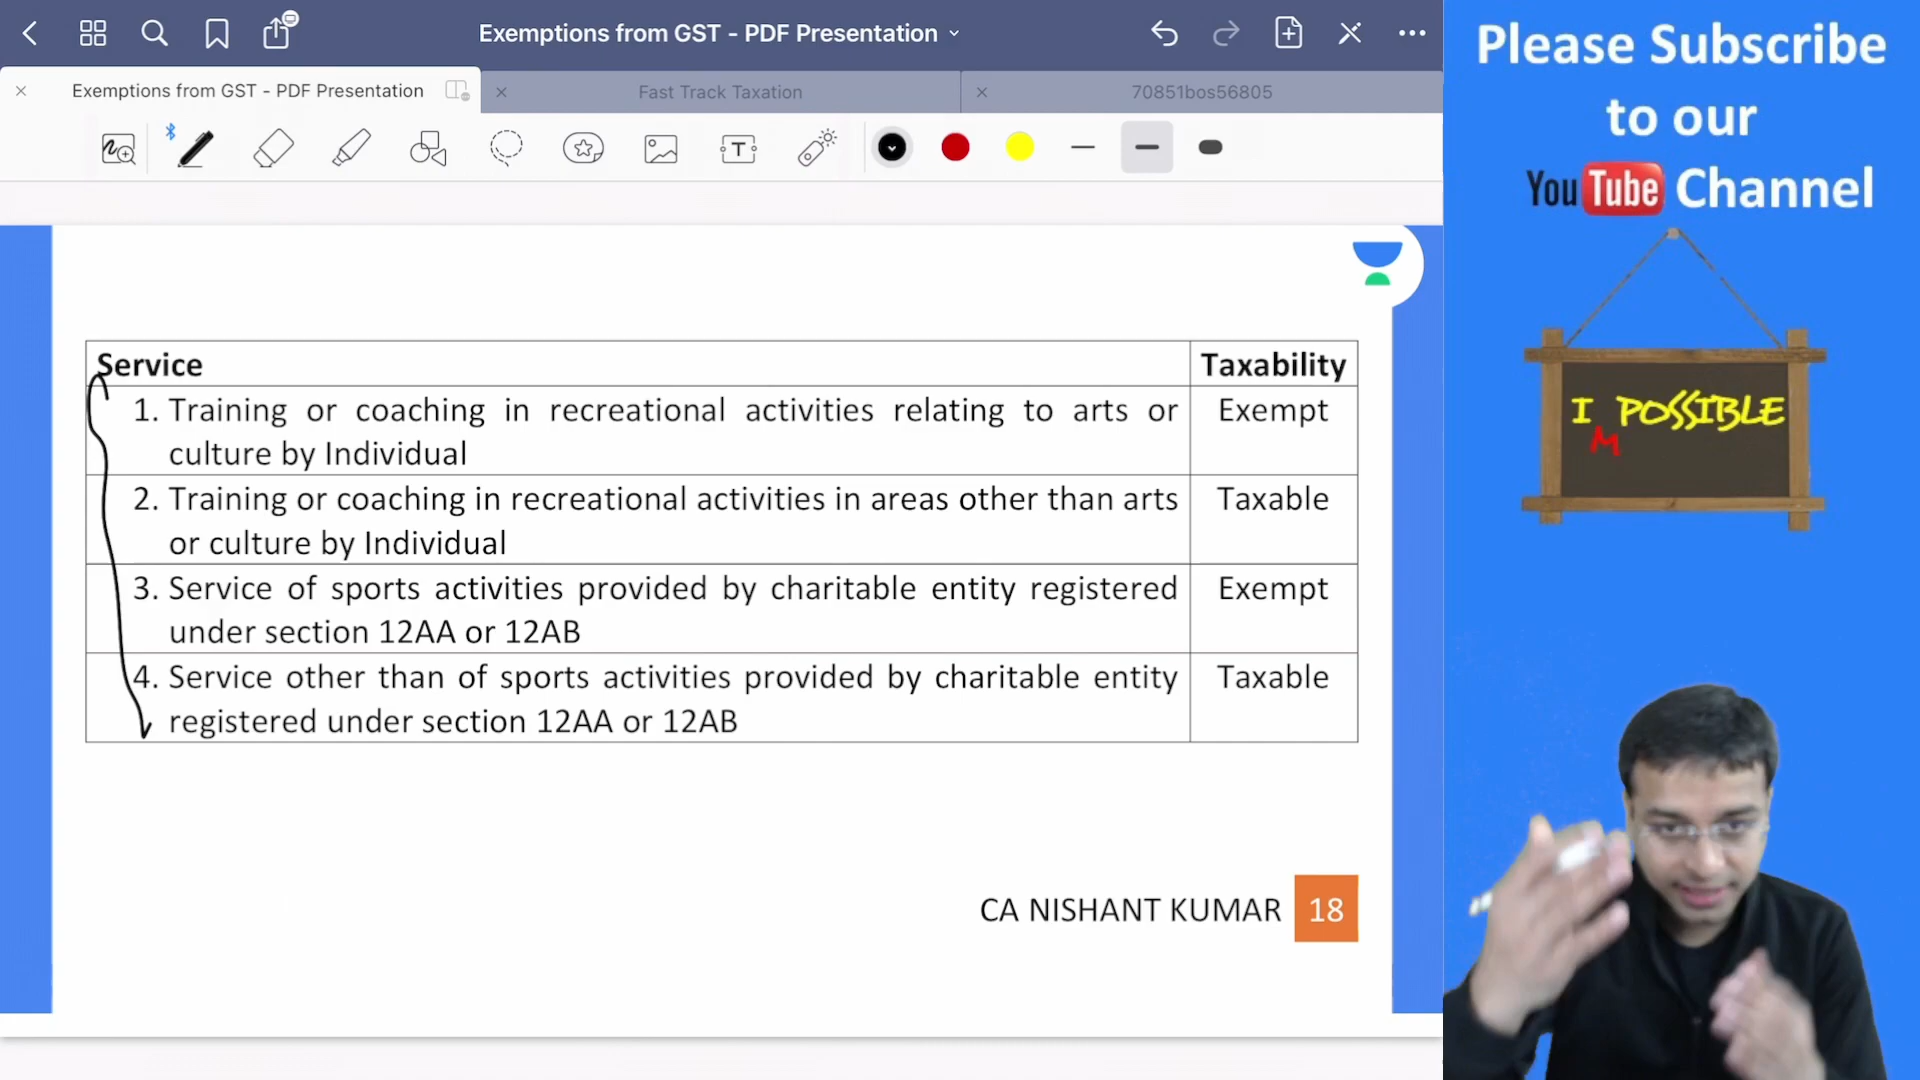 Exemptions from GST - PDF Presentation
Exemptions from GST - PDF Presentation
Fast Track Taxation
70851bos56805
Service Taxability
1. Training or coaching in recreational activities relating to arts or Exempt
culture by Individual
2. Training or coaching in recreational activities in areas other than arts Taxable
or culture by Individual
3. Service of sports activities provided by charitable entity registered Exempt
under section 12AA or 12AB
4. Service other than of sports activities provided by charitable entity Taxable
registered under section 12AA or 12AB
CA NISHANT KUMAR 18
Please Subscribe
to our
YouTube Channel
I POSSIBLE
M